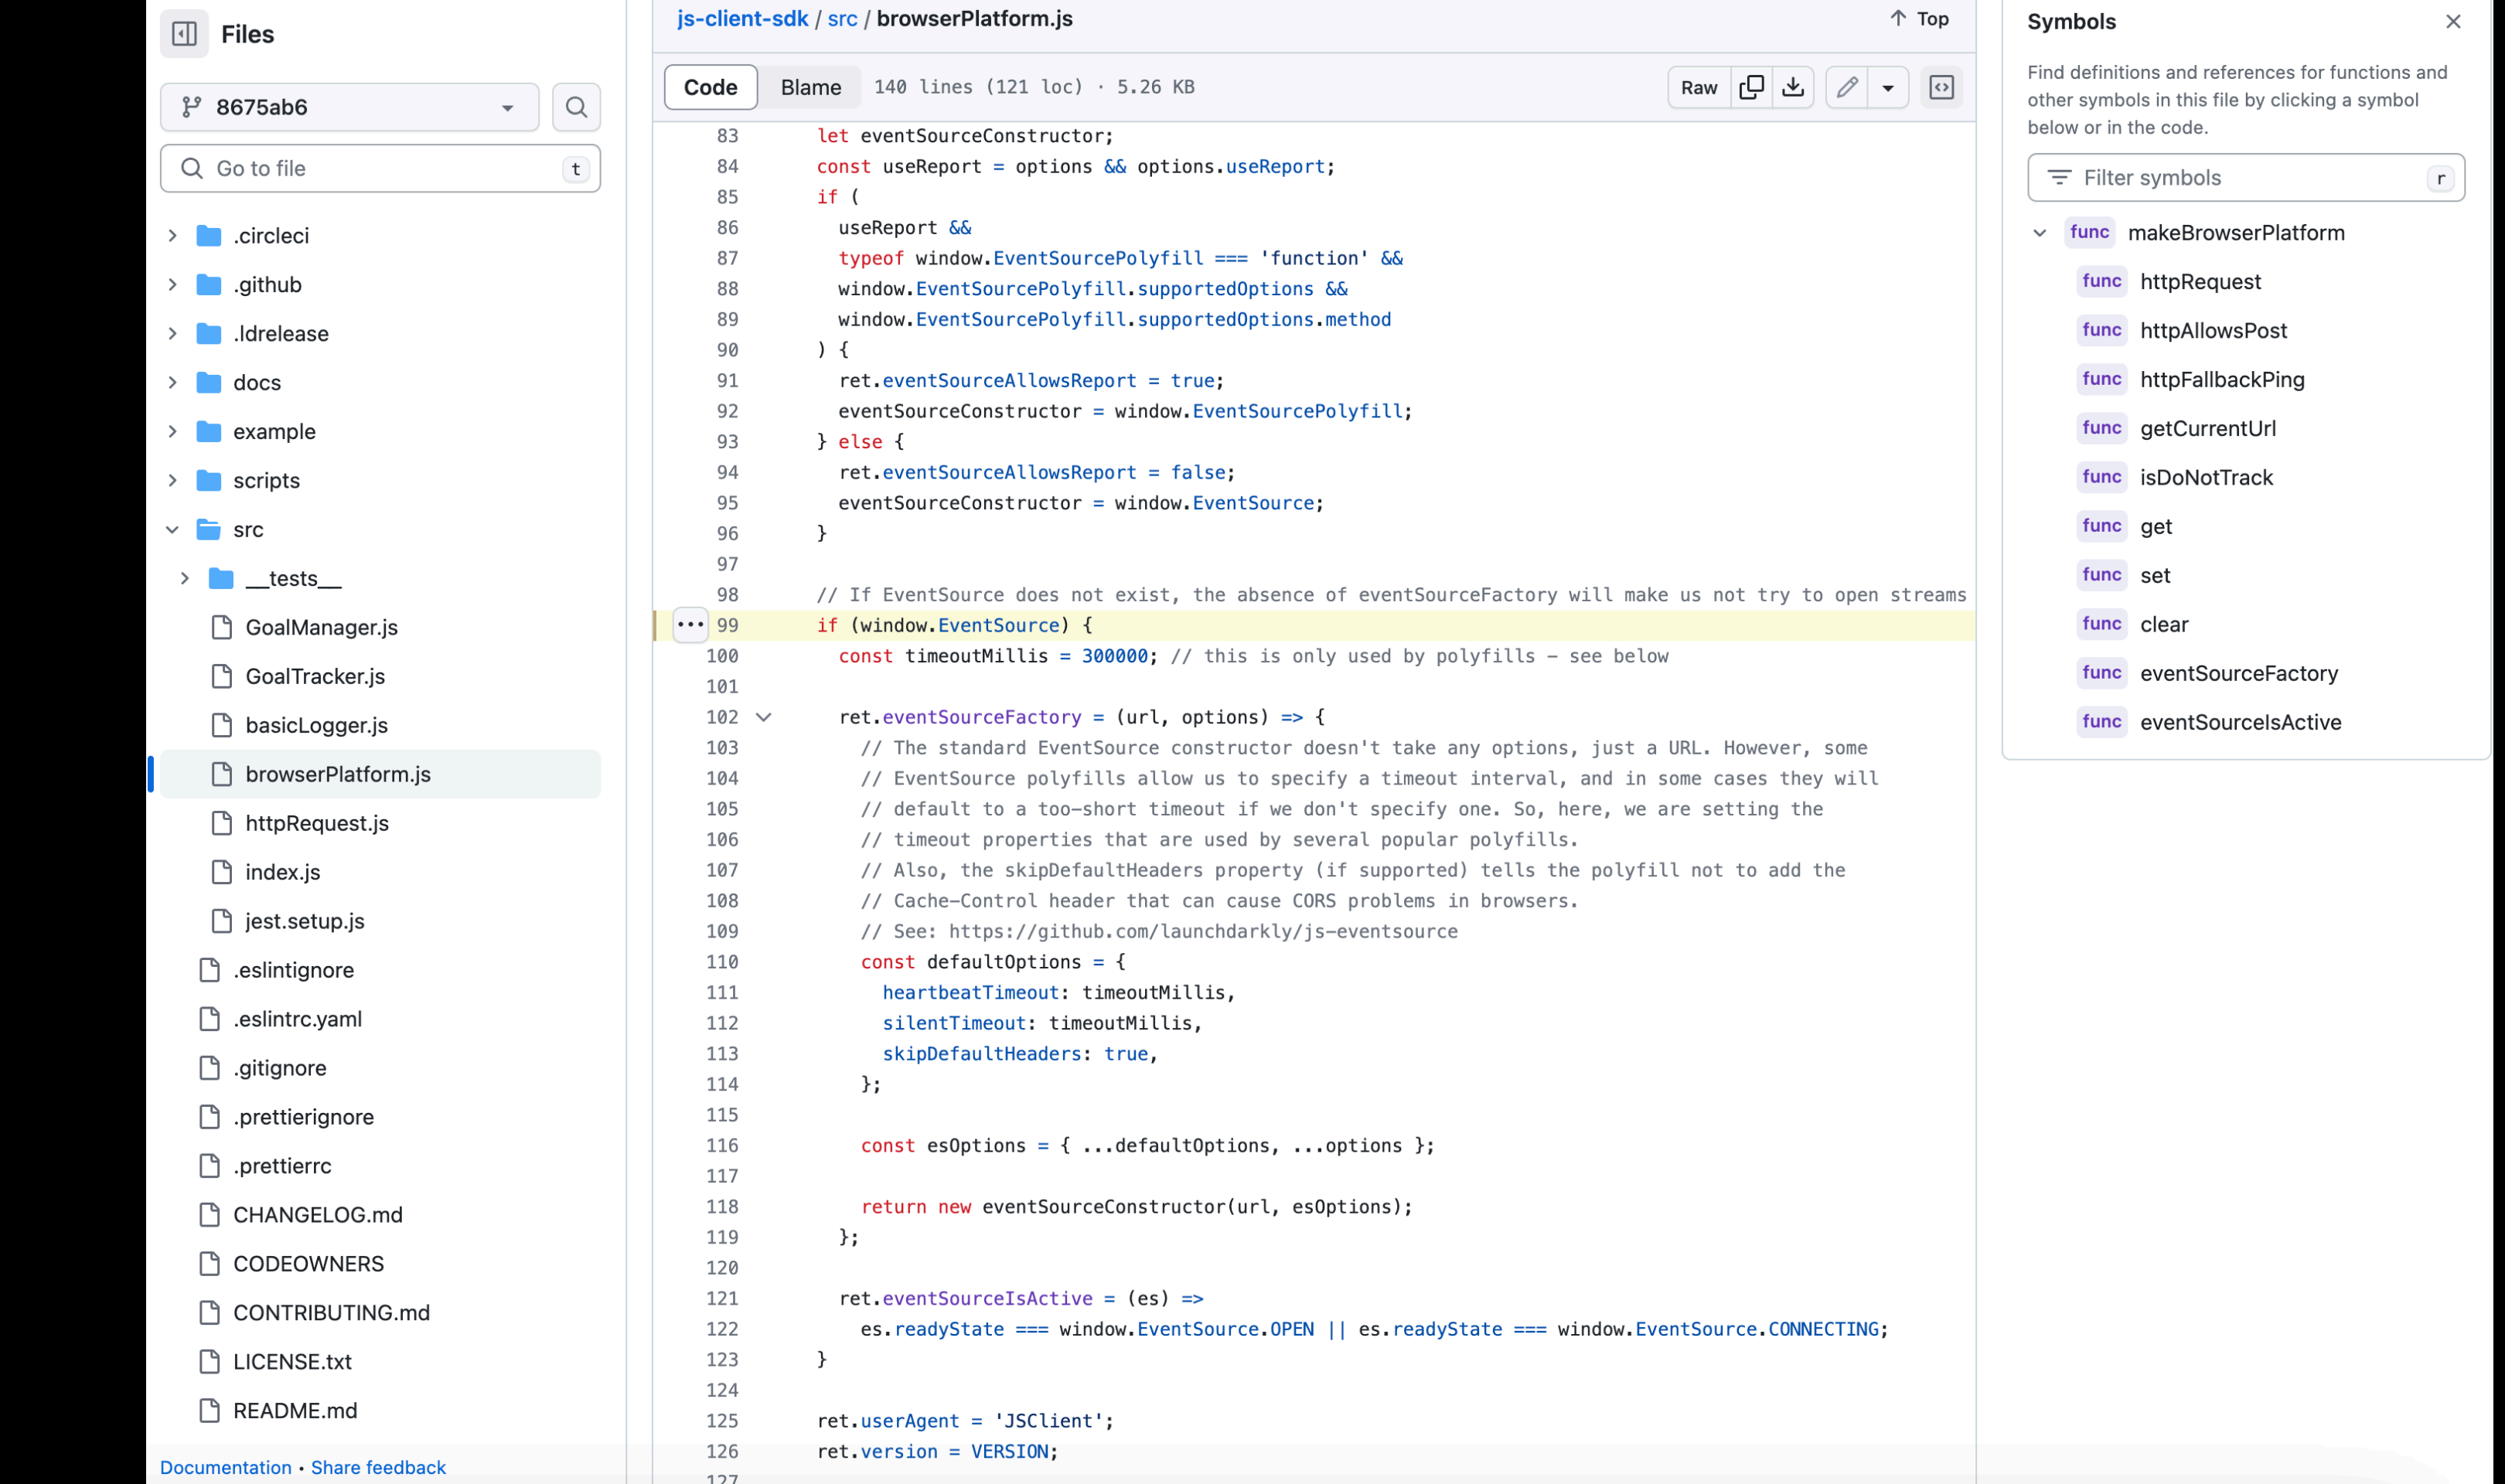 Files
8675ab6
Go to file t
.circleci
.github
.ldrelease
docs
example
scripts
src
__tests__
GoalManager.js
GoalTracker.js
basicLogger.js
browserPlatform.js
httpRequest.js
index.js
jest.setup.js
.eslintignore
.eslintrc.yaml
.gitignore
.prettierignore
.prettierrc
CHANGELOG.md
CODEOWNERS
CONTRIBUTING.md
LICENSE.txt
README.md
Documentation • Share feedback
js-client-sdk / src / browserPlatform.js
Top
Code Blame 140 lines (121 loc) · 5.26 KB
Raw
83 let eventSourceConstructor;
84 const useReport = options && options.useReport;
85 if (
86 useReport &&
87 typeof window.EventSourcePolyfill === 'function' &&
88 window.EventSourcePolyfill.supportedOptions &&
89 window.EventSourcePolyfill.supportedOptions.method
90 ) {
91 ret.eventSourceAllowsReport = true;
92 eventSourceConstructor = window.EventSourcePolyfill;
93 } else {
94 ret.eventSourceAllowsReport = false;
95 eventSourceConstructor = window.EventSource;
96 }
97
98 // If EventSource does not exist, the absence of eventSourceFactory will make us not try to open streams
99 if (window.EventSource) {
100 const timeoutMillis = 300000; // this is only used by polyfills - see below
101
102 ret.eventSourceFactory = (url, options) => {
103 // The standard EventSource constructor doesn't take any options, just a URL. However, some
104 // EventSource polyfills allow us to specify a timeout interval, and in some cases they will
105 // default to a too-short timeout if we don't specify one. So, here, we are setting the
106 // timeout properties that are used by several popular polyfills.
107 // Also, the skipDefaultHeaders property (if supported) tells the polyfill not to add the
108 // Cache-Control header that can cause CORS problems in browsers.
109 // See: https://github.com/launchdarkly/js-eventsource
110 const defaultOptions = {
111 heartbeatTimeout: timeoutMillis,
112 silentTimeout: timeoutMillis,
113 skipDefaultHeaders: true,
114 };
115
116 const esOptions = { ...defaultOptions, ...options };
117
118 return new eventSourceConstructor(url, esOptions);
119 };
120
121 ret.eventSourceIsActive = (es) =>
122 es.readyState === window.EventSource.OPEN || es.readyState === window.EventSource.CONNECTING;
123 }
124
125 ret.userAgent = 'JSClient';
126 ret.version = VERSION;
127
Symbols
Find definitions and references for functions and
other symbols in this file by clicking a symbol
below or in the code.
Filter symbols r
func makeBrowserPlatform
func httpRequest
func httpAllowsPost
func httpFallbackPing
func getCurrentUrl
func isDoNotTrack
func get
func set
func clear
func eventSourceFactory
func eventSourceIsActive